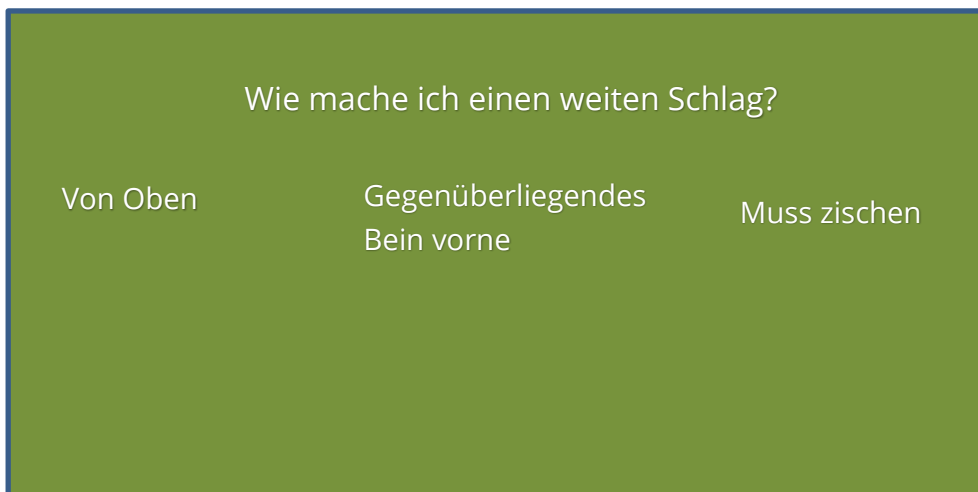 Wie mache ich einen weiten Schlag?
Von Oben
Gegenüberliegendes
Bein vorne
Muss zischen